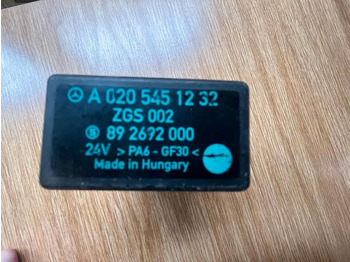 A 020 545 12 32
ZGS 002
S 89 2692 000
24V > PA6 - GF30 <
Made in Hungary